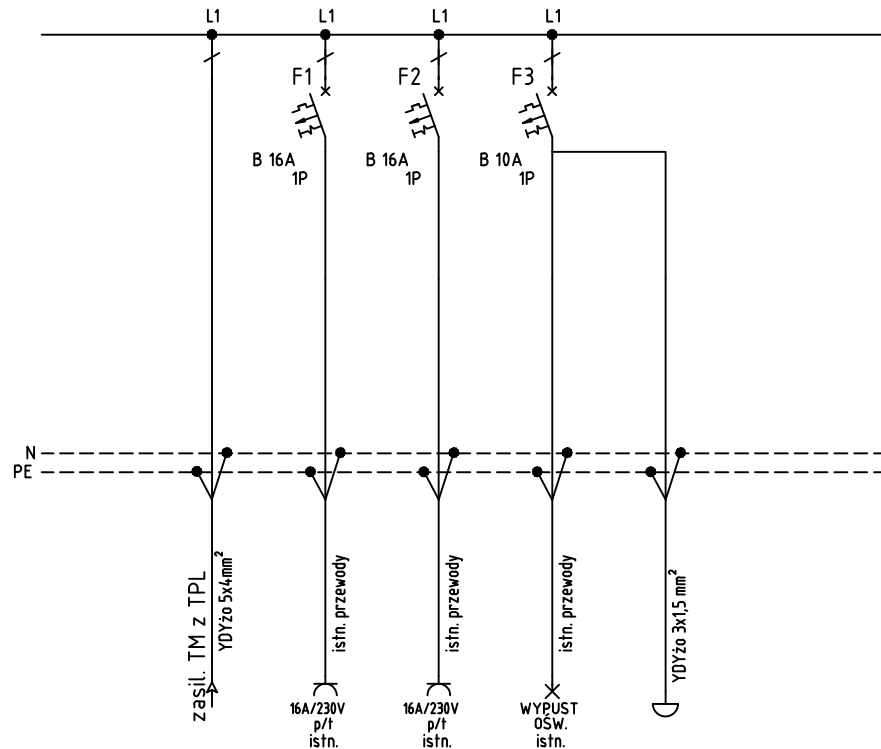 L1 L1 L1 L1
F1 F2 F3
B 16A B 16A B 10A
1P 1P 1P
N
PE
zasil. TM z TPL
YDYżo 5x4mm²
istn. przewody
istn. przewody
istn. przewody
YDYżo 3x1,5 mm²
16A/230V
p/t
istn.
16A/230V
p/t
istn.
WYPUST
OŚW.
istn.